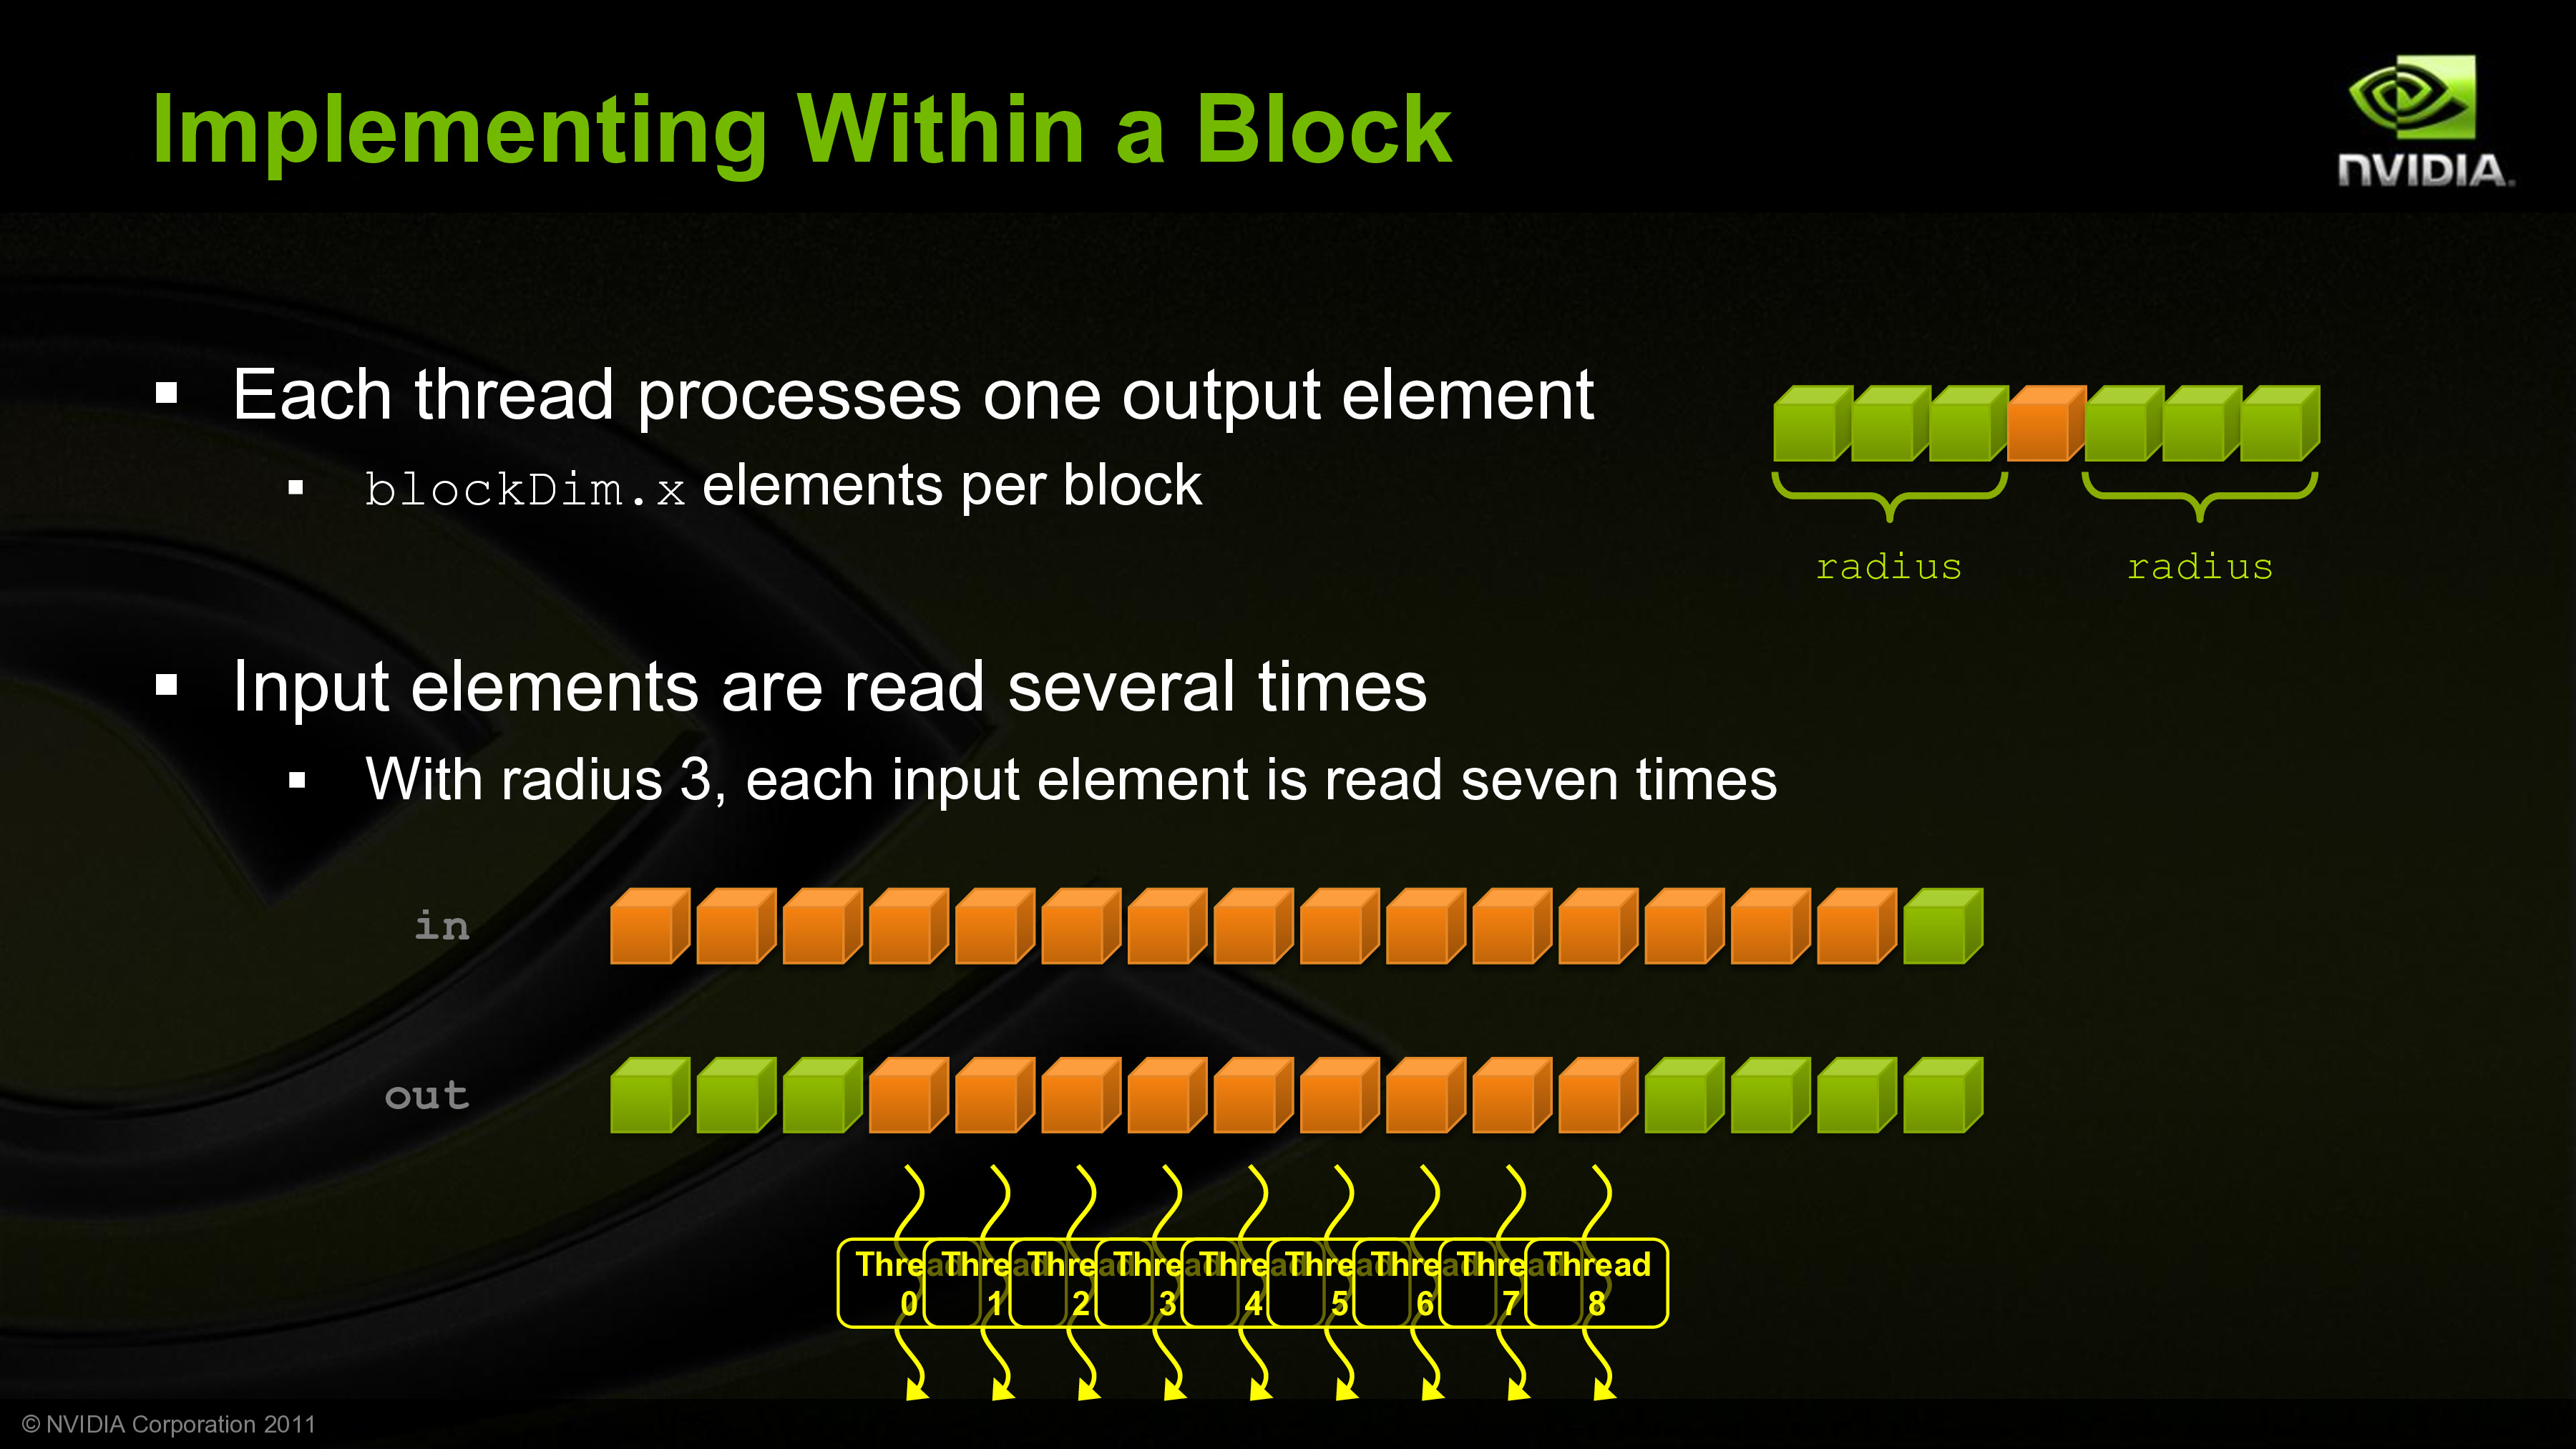 Implementing Within a Block
NVIDIA.
Each thread processes one output element
blockDim.x elements per block
radius radius
Input elements are read several times
With radius 3, each input element is read seven times
in
out
Thread Thread Thread Thread Thread Thread Thread Thread Thread
0 1 2 3 4 5 6 7 8
© NVIDIA Corporation 2011